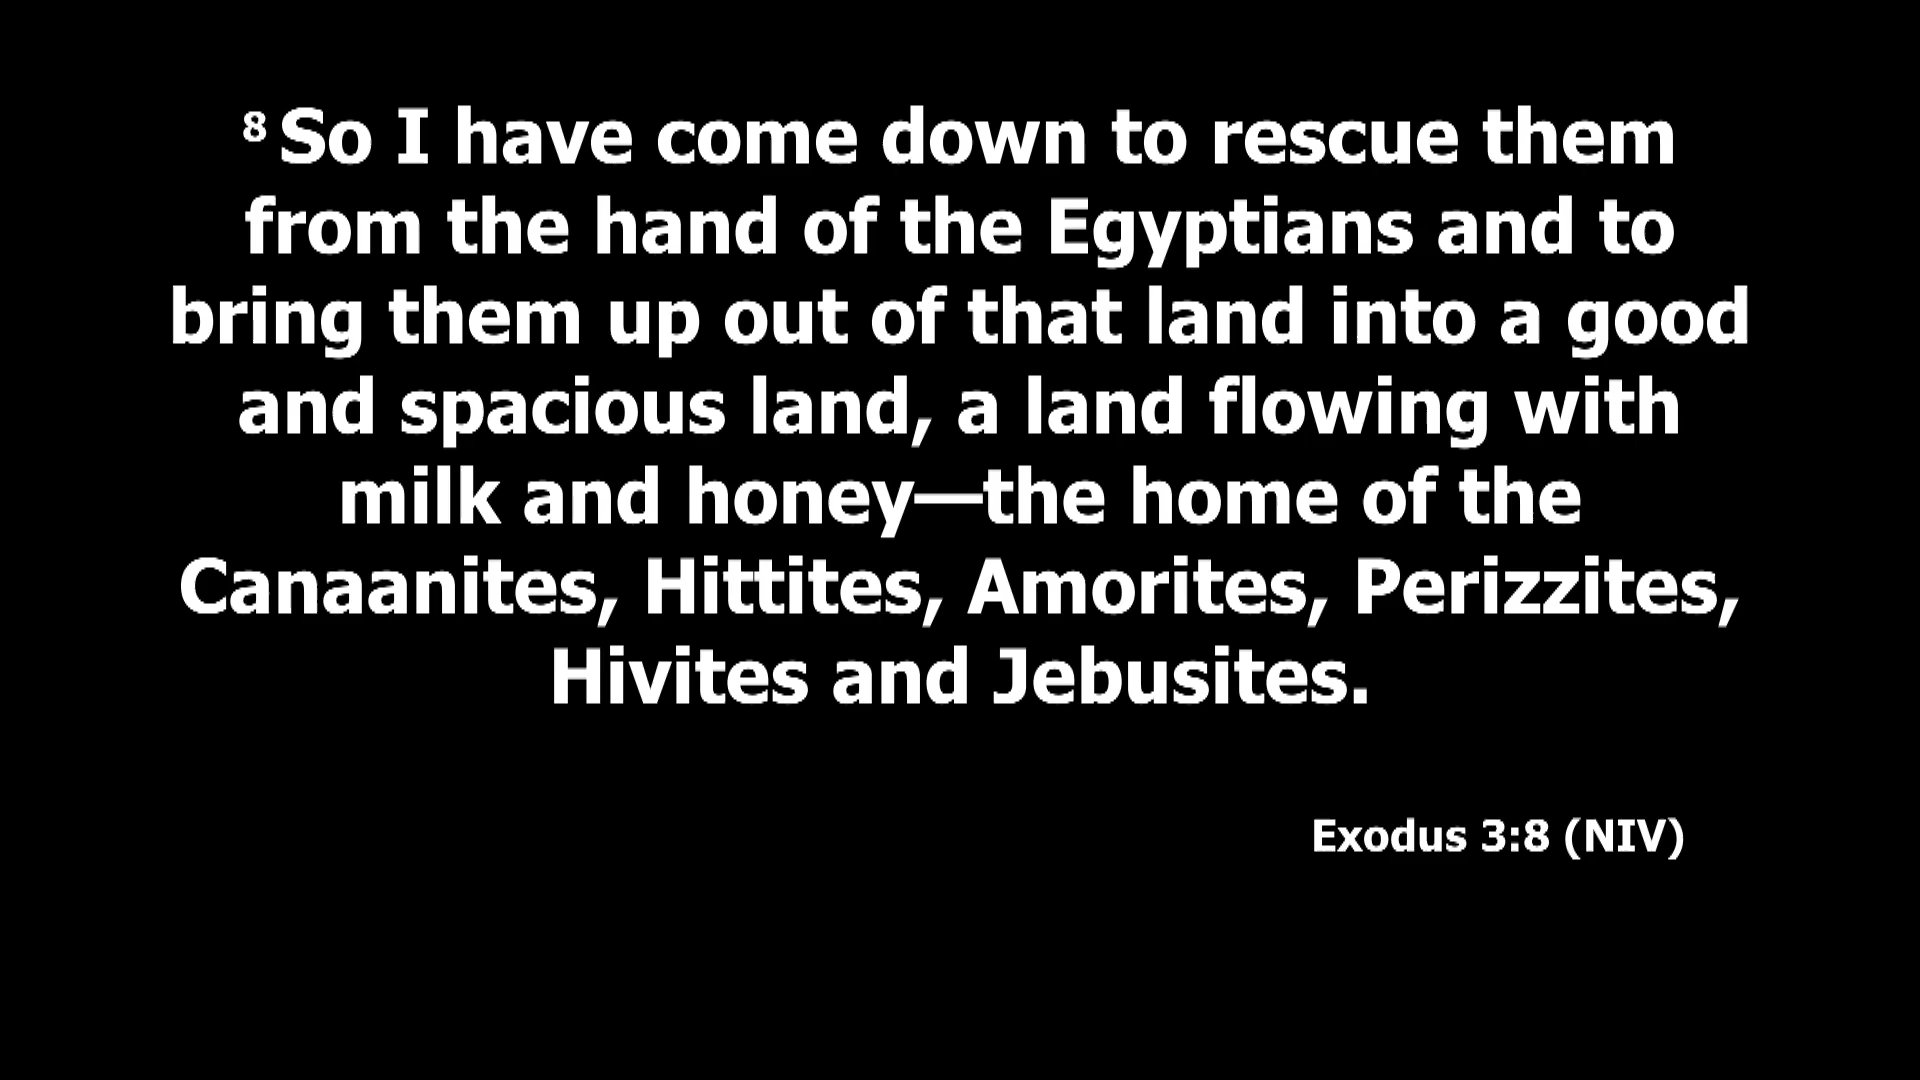 ⁸ So I have come down to rescue them
from the hand of the Egyptians and to
bring them up out of that land into a good
and spacious land, a land flowing with
milk and honey—the home of the
Canaanites, Hittites, Amorites, Perizzites,
Hivites and Jebusites.
Exodus 3:8 (NIV)